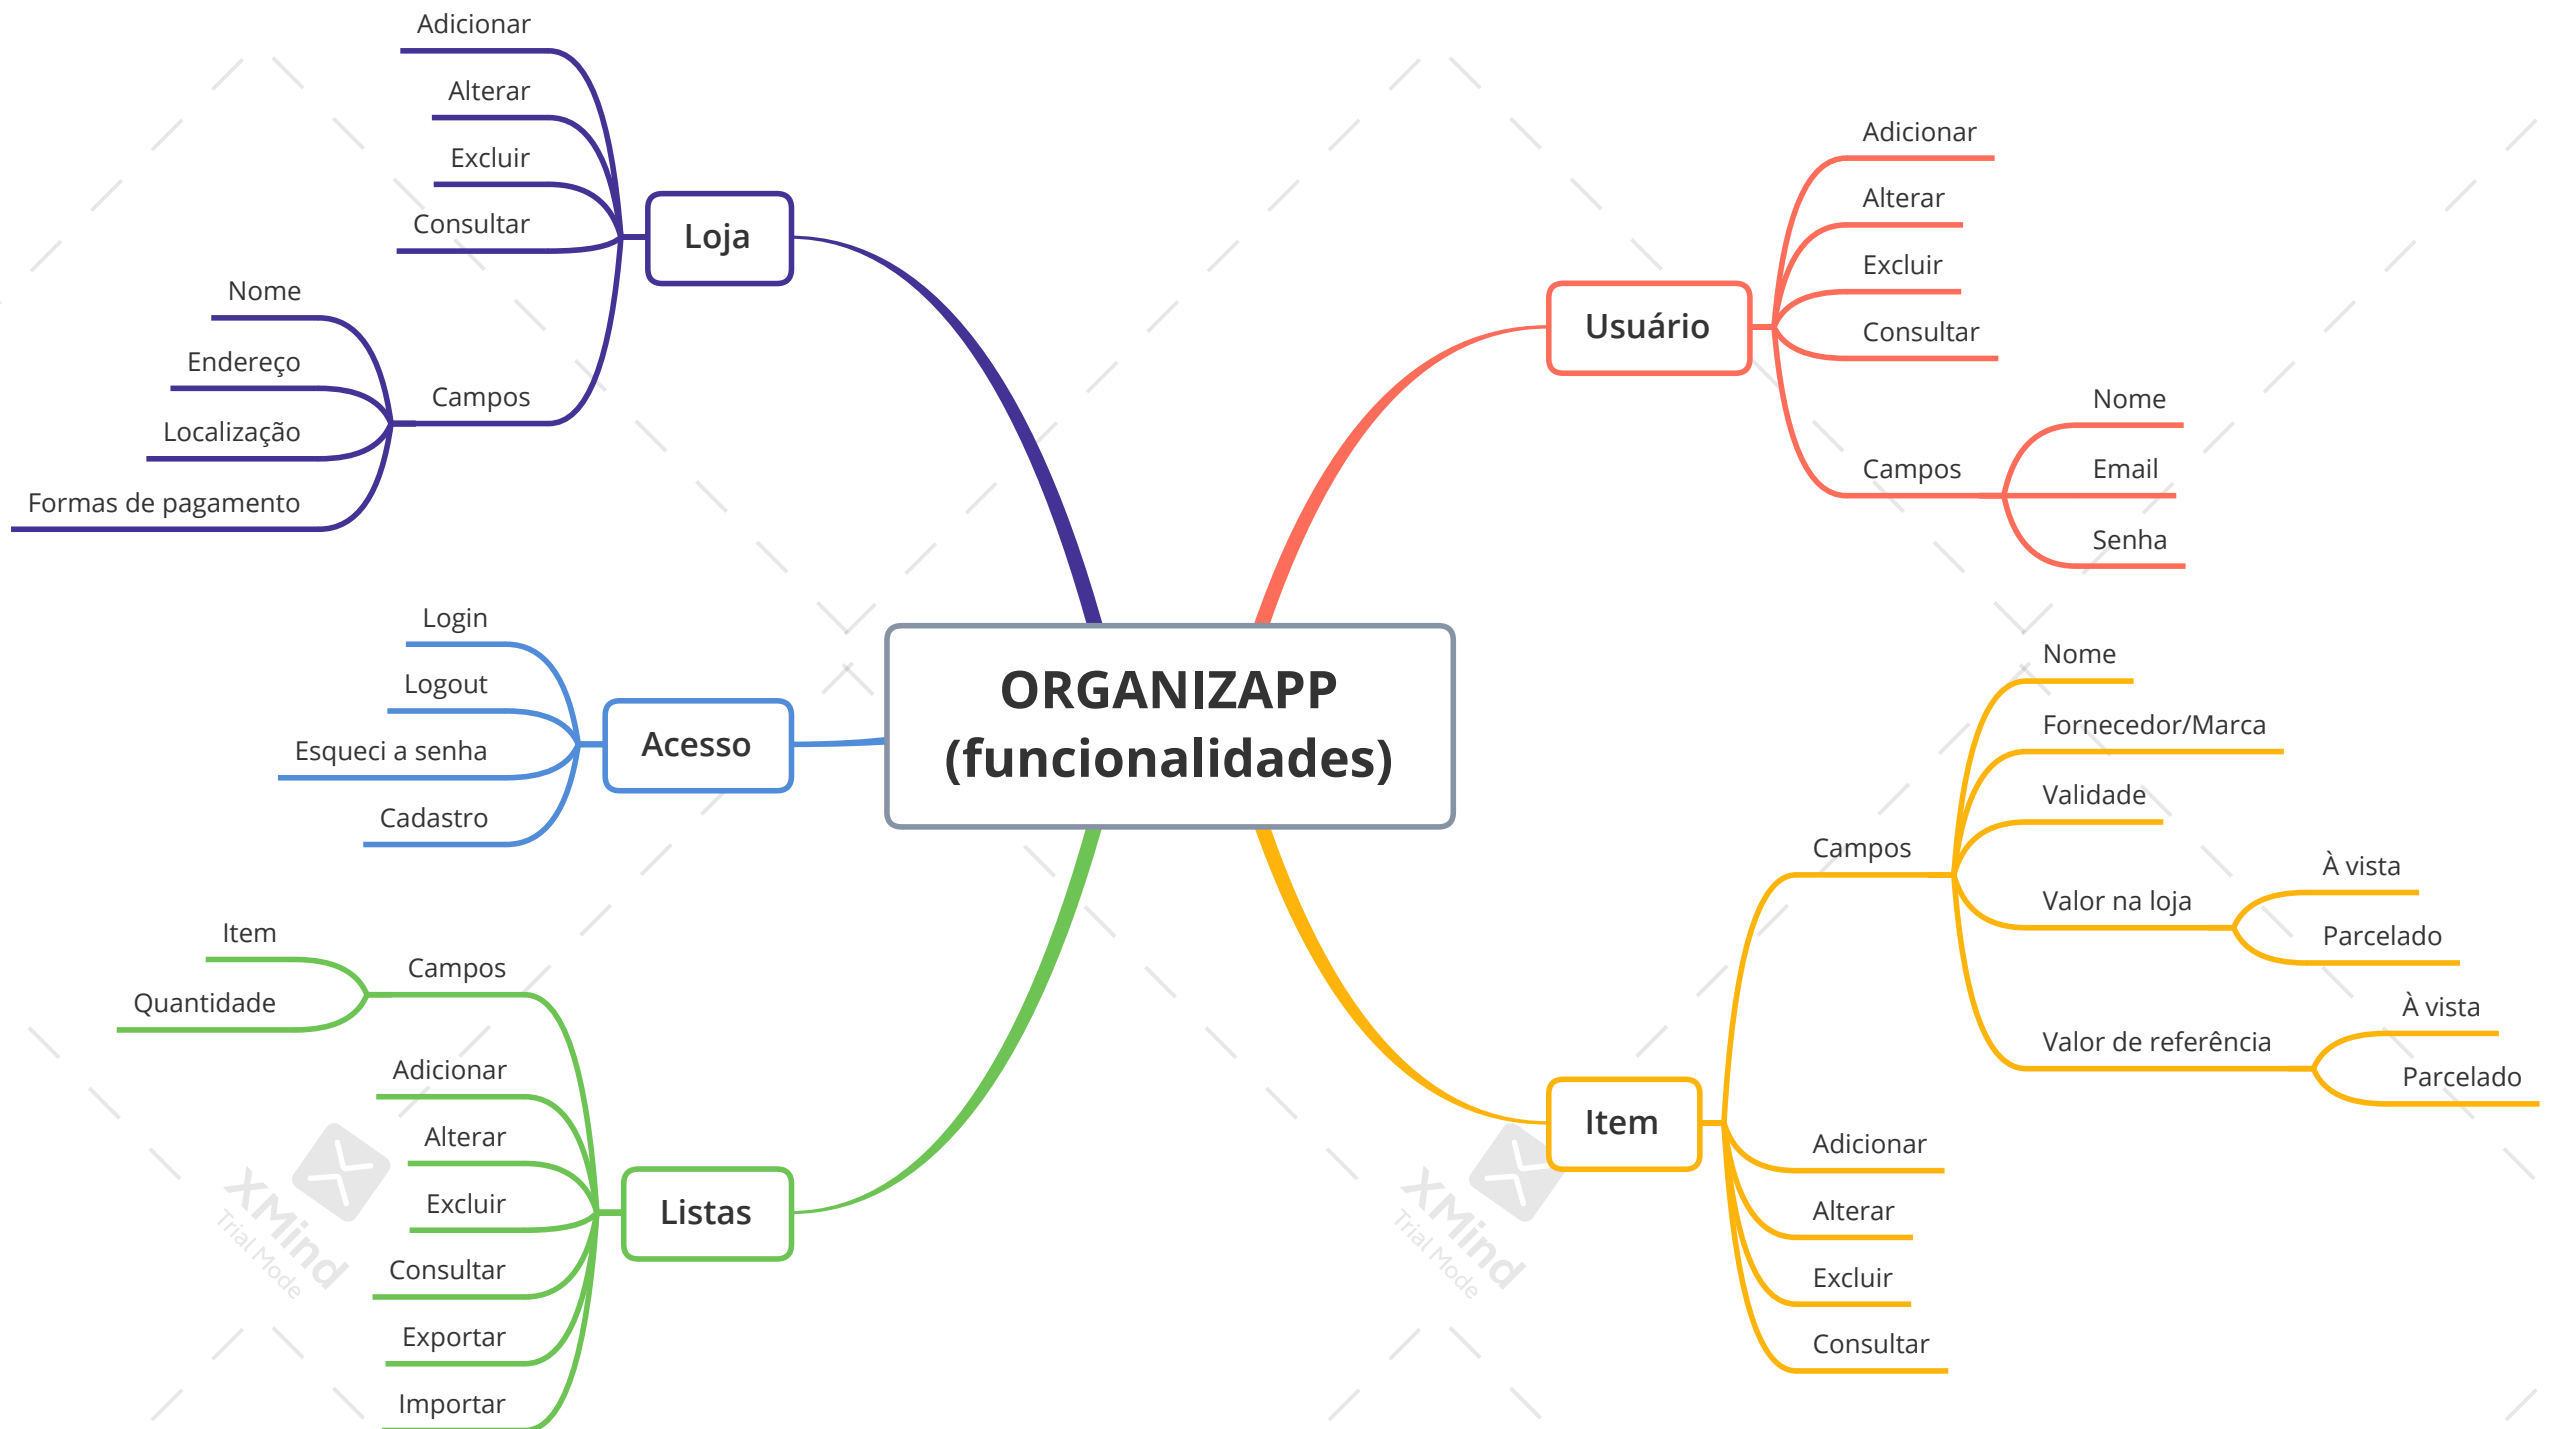 ORGANIZAPP
(funcionalidades)
Loja
Adicionar
Alterar
Excluir
Consultar
Campos
Nome
Endereço
Localização
Formas de pagamento
Acesso
Login
Logout
Esqueci a senha
Cadastro
Listas
Campos
Item
Quantidade
Adicionar
Alterar
Excluir
Consultar
Exportar
Importar
Usuário
Adicionar
Alterar
Excluir
Consultar
Campos
Nome
Email
Senha
Item
Campos
Nome
Fornecedor/Marca
Validade
Valor na loja
À vista
Parcelado
Valor de referência
À vista
Parcelado
Adicionar
Alterar
Excluir
Consultar
XMind
Trial Mode
XMind
Trial Mode